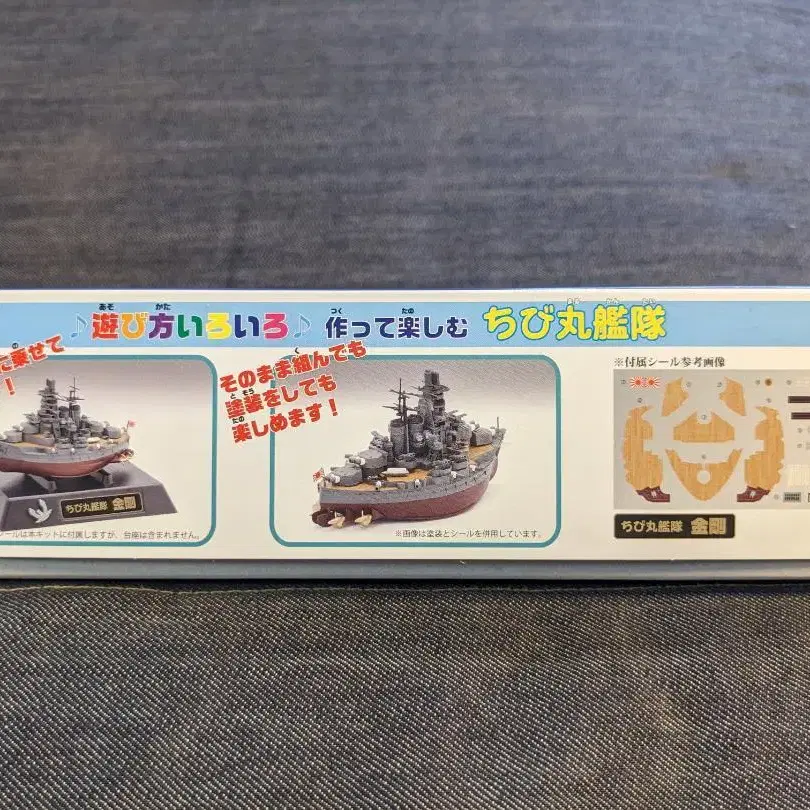 ♪遊び方いろいろ♪ 作って楽しむ ちび丸艦隊
に乗せて
!
ちび丸艦隊 金剛
シールは本キットに付属しますが、台座は含まれません。
そのまま組んでも
塗装をしても
楽しめます!
※画像は塗装とシールを併用しています。
※付属シール参考画像
ちび丸艦隊 金剛